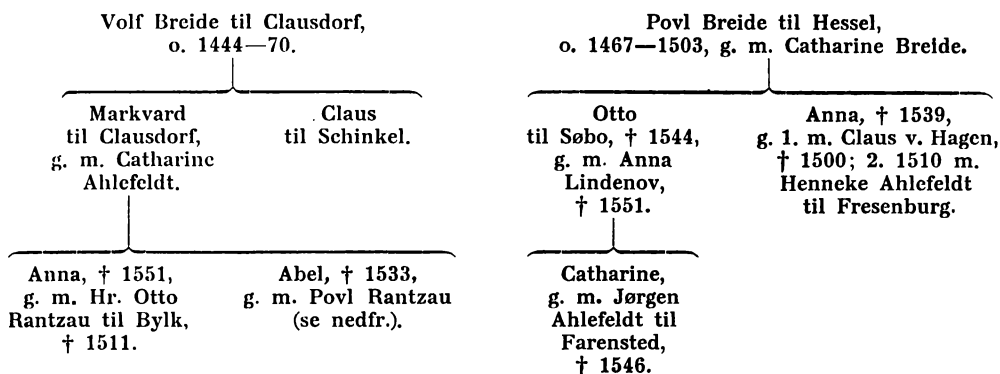 Volf Breide til Clausdorf,
o. 1444—70.
Markvard
til Clausdorf,
g. m. Catharine
Ahlefeldt.
Claus
til Schinkel.
Anna, † 1551,
g. m. Hr. Otto
Rantzau til Bylk,
† 1511.
Abel, † 1533,
g. m. Povl Rantzau
(se nedfr.).
Povl Breide til Hessel,
o. 1467—1503, g. m. Catharine Breide.
Otto
til Søbo, † 1544,
g. m. Anna
Lindenov,
† 1551.
Anna, † 1539,
g. 1. m. Claus v. Hagen,
† 1500; 2. 1510 m.
Henneke Ahlefeldt
til Fresenburg.
Catharine,
g. m. Jørgen
Ahlefeldt til
Farensted,
† 1546.